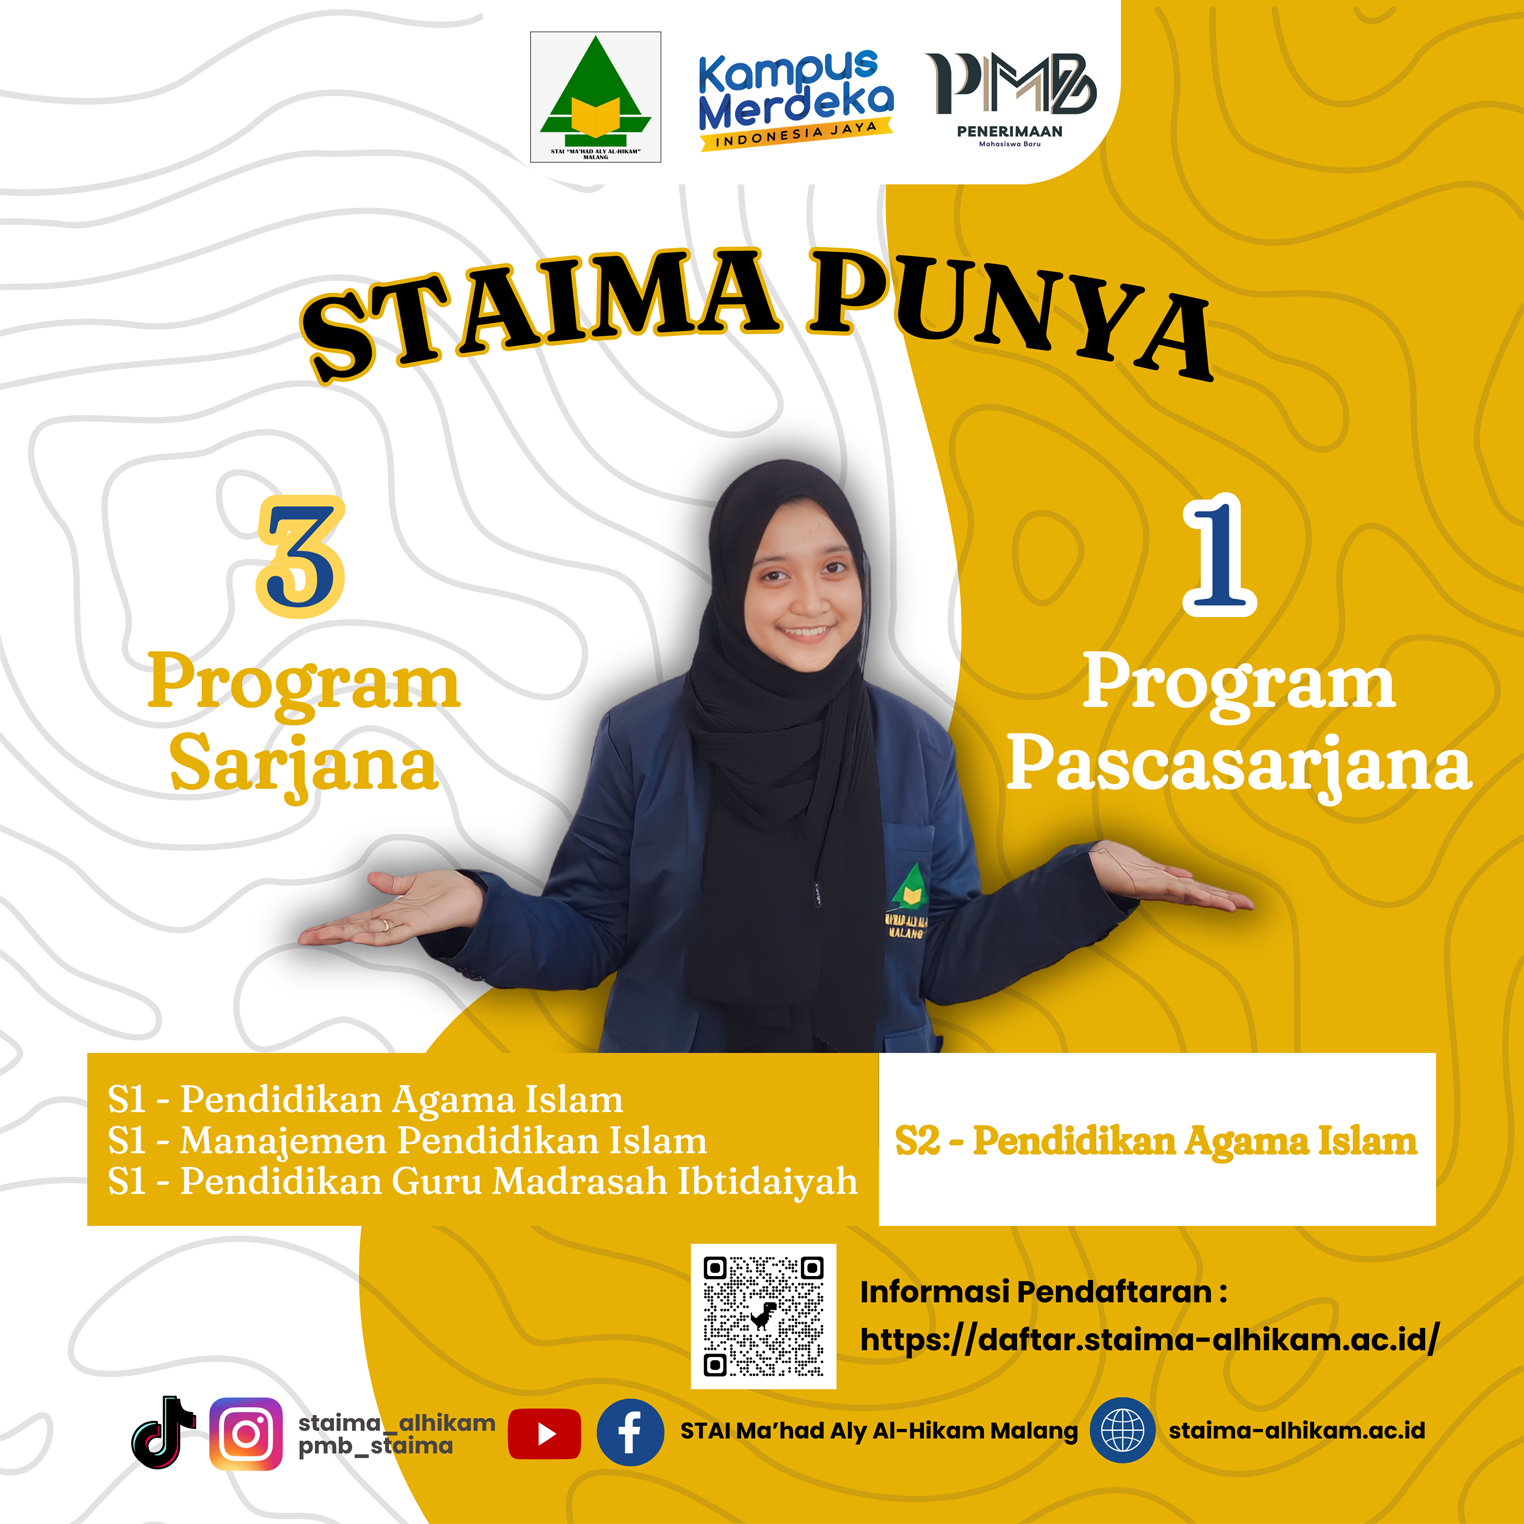 STAI "MA'HAD ALY AL-HIKAM"
MALANG
Kampus
Merdeka
INDONESIA JAYA
PMB
PENERIMAAN
Mahasiswa Baru
STAIMA PUNYA
3
Program
Sarjana
1
Program
Pascasarjana
MALANG
S1 - Pendidikan Agama Islam
S1 - Manajemen Pendidikan Islam
S1 - Pendidikan Guru Madrasah Ibtidaiyah
S2 - Pendidikan Agama Islam
Informasi Pendaftaran :
https://daftar.staima-alhikam.ac.id/
staima_alhikam
pmb_staima
STAI Ma'had Aly Al-Hikam Malang
staima-alhikam.ac.id